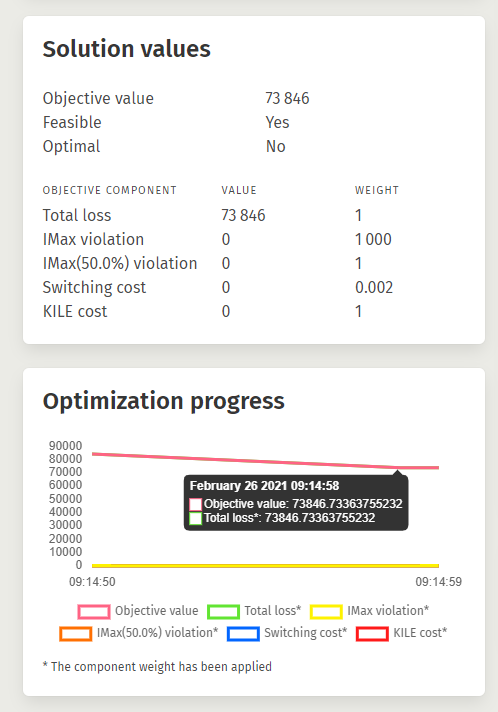 Solution values
Objective value 73 846
Feasible Yes
Optimal No
OBJECTIVE COMPONENT VALUE WEIGHT
Total loss 73 846 1
IMax violation 0 1 000
IMax(50.0%) violation 0 1
Switching cost 0 0.002
KILE cost 0 1
Optimization progress
90000
80000
70000
60000
50000
40000
30000
20000
10000
0
February 26 2021 09:14:58
Objective value: 73846.73363755232
Total loss*: 73846.73363755232
09:14:50 09:14:59
Objective value Total loss* IMax violation*
IMax(50.0%) violation* Switching cost* KILE cost*
* The component weight has been applied